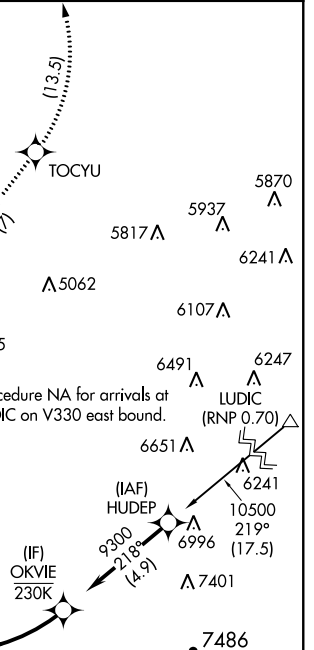 (13.5)
TOCYU
5870
5937
5817
6241
5062
6107
5
6491
6247
cedure NA for arrivals at
DIC on V330 east bound.
LUDIC
(RNP 0.70)
6651
6241
(IAF)
HUDEP
10500
219°
(17.5)
6996
9300
218°
(4.9)
(IF)
OKVIE
230K
7401
7486